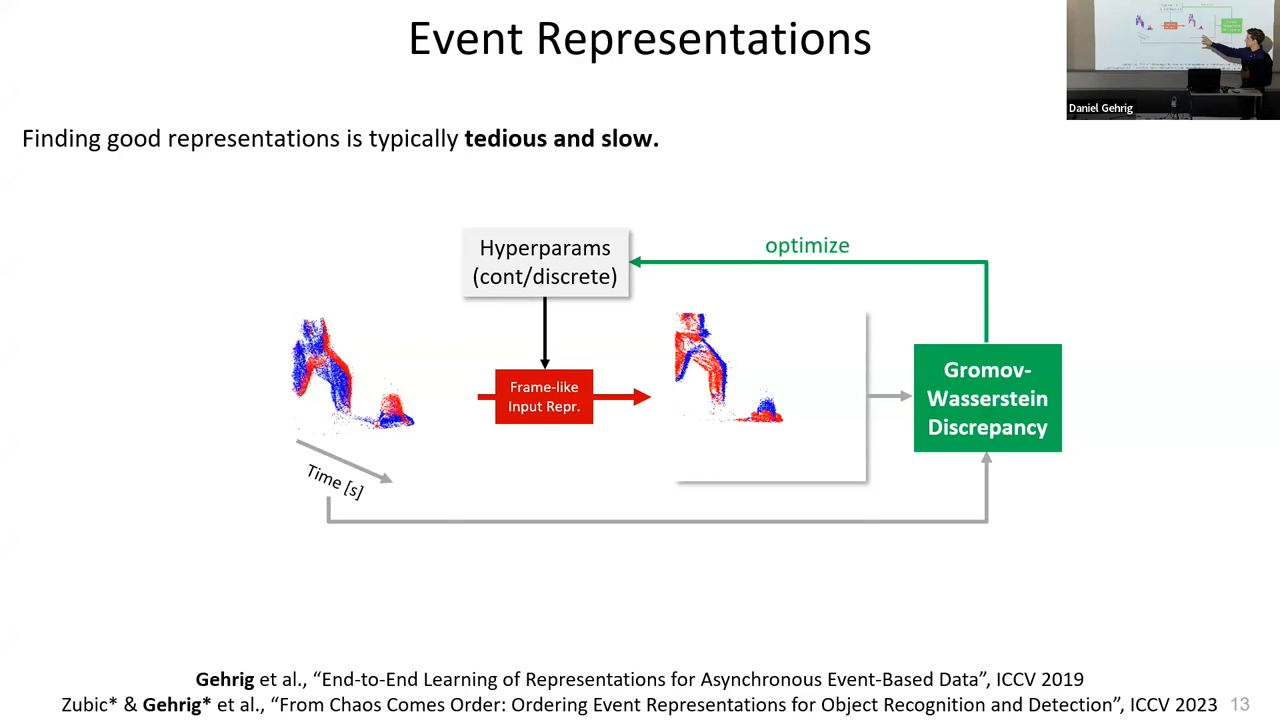 Event Representations
Daniel Gehrig
Finding good representations is typically tedious and slow.
Hyperparams
(cont/discrete)
optimize
Frame-like
Input Repr.
Gromov-
Wasserstein
Discrepancy
Time [s]
Gehrig et al., “End-to-End Learning of Representations for Asynchronous Event-Based Data”, ICCV 2019
Zubic* & Gehrig* et al., “From Chaos Comes Order: Ordering Event Representations for Object Recognition and Detection”, ICCV 2023
13